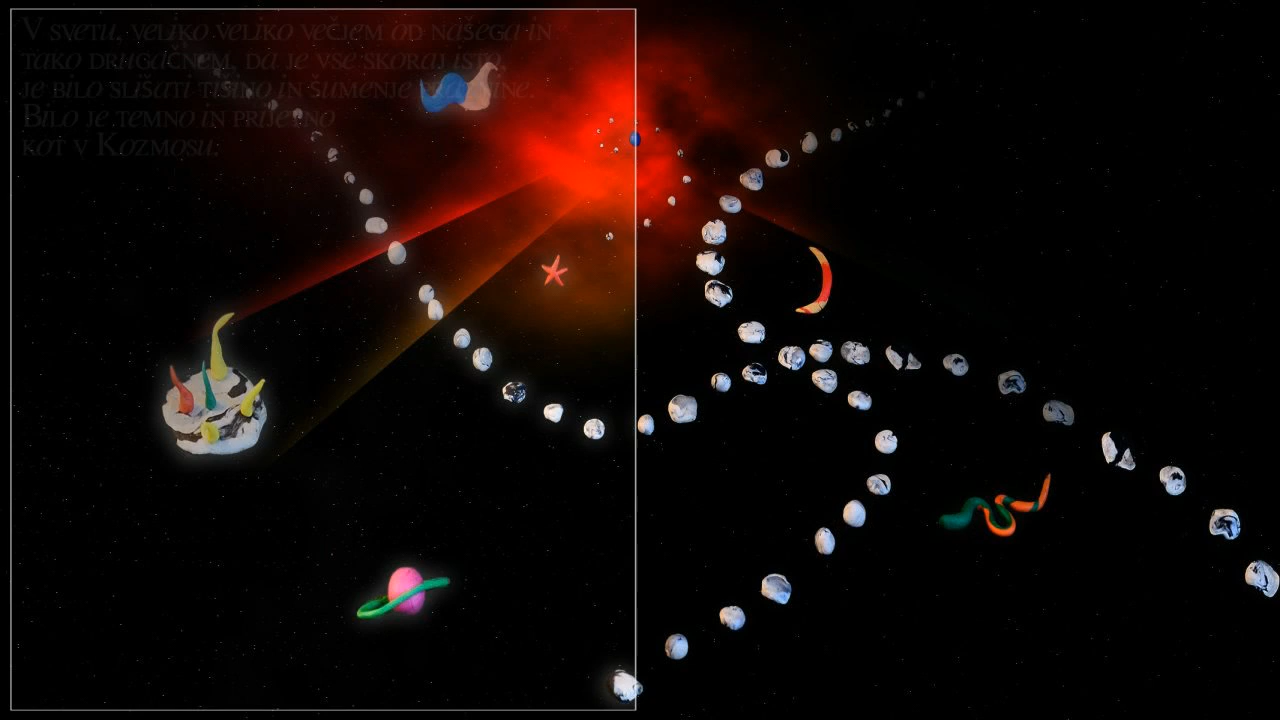 V svetu, veliko veliko večjem od našega in
tako drugačnem, da je vse skoraj isto,
je bilo slišati tišino in šumenje praznine.
Bilo je temno in prijetno
kot v Kozmosu.